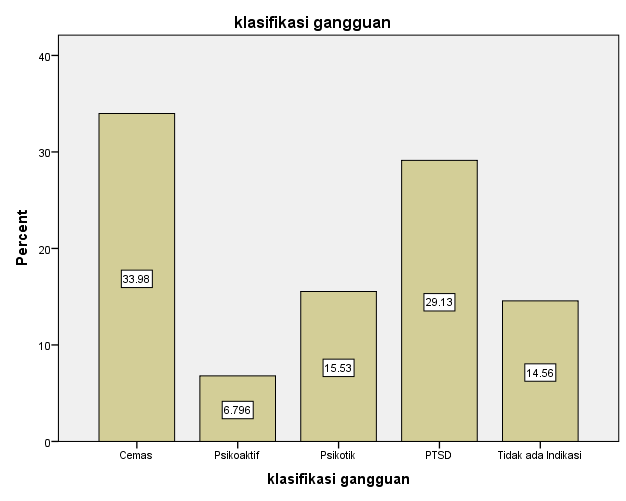 klasifikasi gangguan
40
30
20
10
0
Percent
33.98
6.796
15.53
29.13
14.56
Cemas
Psikoaktif
Psikotik
PTSD
Tidak ada Indikasi
klasifikasi gangguan